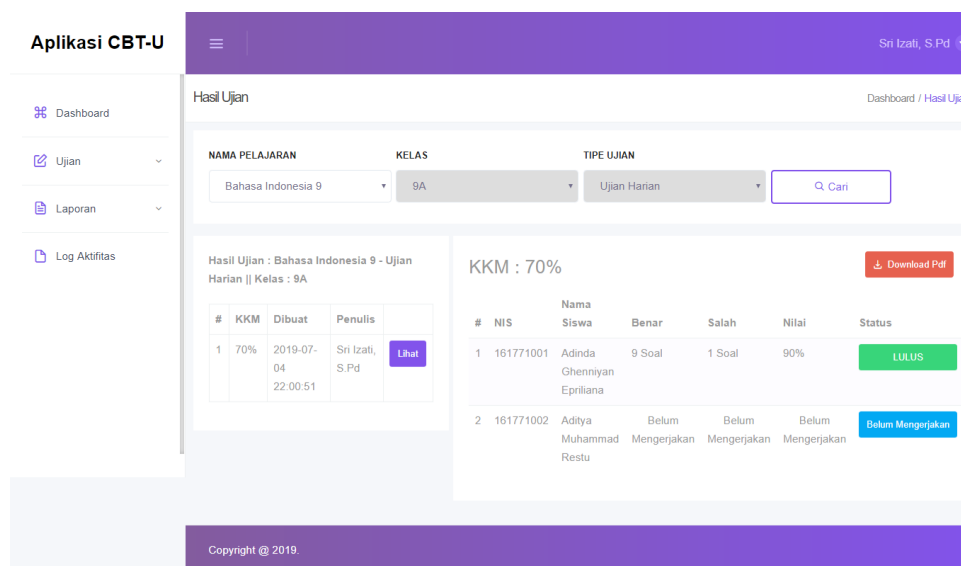 Aplikasi CBT-U
Sri Izati, S.Pd
Dashboard
Ujian
Laporan
Log Aktifitas
Hasil Ujian
Dashboard / Hasil Ujia
NAMA PELAJARAN KELAS TIPE UJIAN
Bahasa Indonesia 9 9A Ujian Harian Cari
Hasil Ujian : Bahasa Indonesia 9 - Ujian
Harian || Kelas : 9A
# KKM Dibuat Penulis
1 70% 2019-07- Sri Izati, Lihat
04 S.Pd
22:00:51
KKM : 70% Download Pdf
Nama
# NIS Siswa Benar Salah Nilai Status
1 161771001 Adinda 9 Soal 1 Soal 90% LULUS
Ghenniyan
Epriliana
2 161771002 Aditya Belum Belum Belum Belum Mengerjakan
Muhammad Mengerjakan Mengerjakan Mengerjakan
Restu
Copyright @ 2019.